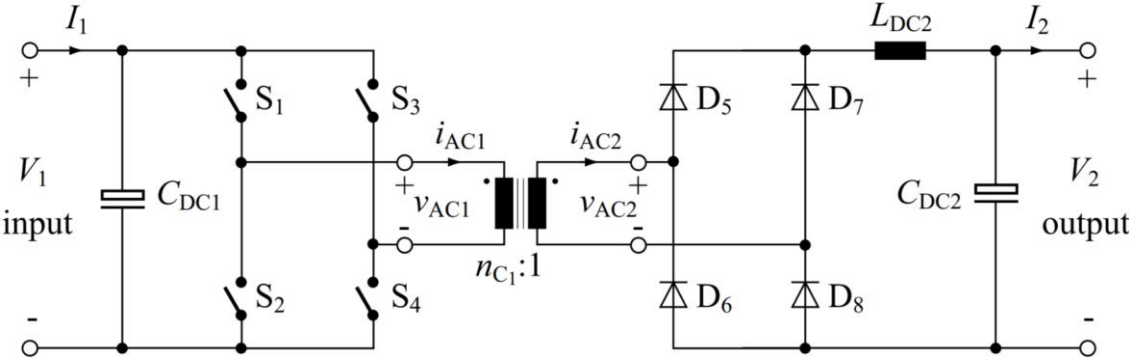 I1
LDC2
I2
+
+
S1
S3
D5
D7
iAC1
iAC2
V1
input
CDC1
+
vAC1
-
+
vAC2
-
CDC2
V2
output
nC1:1
S2
S4
D6
D8
-
-